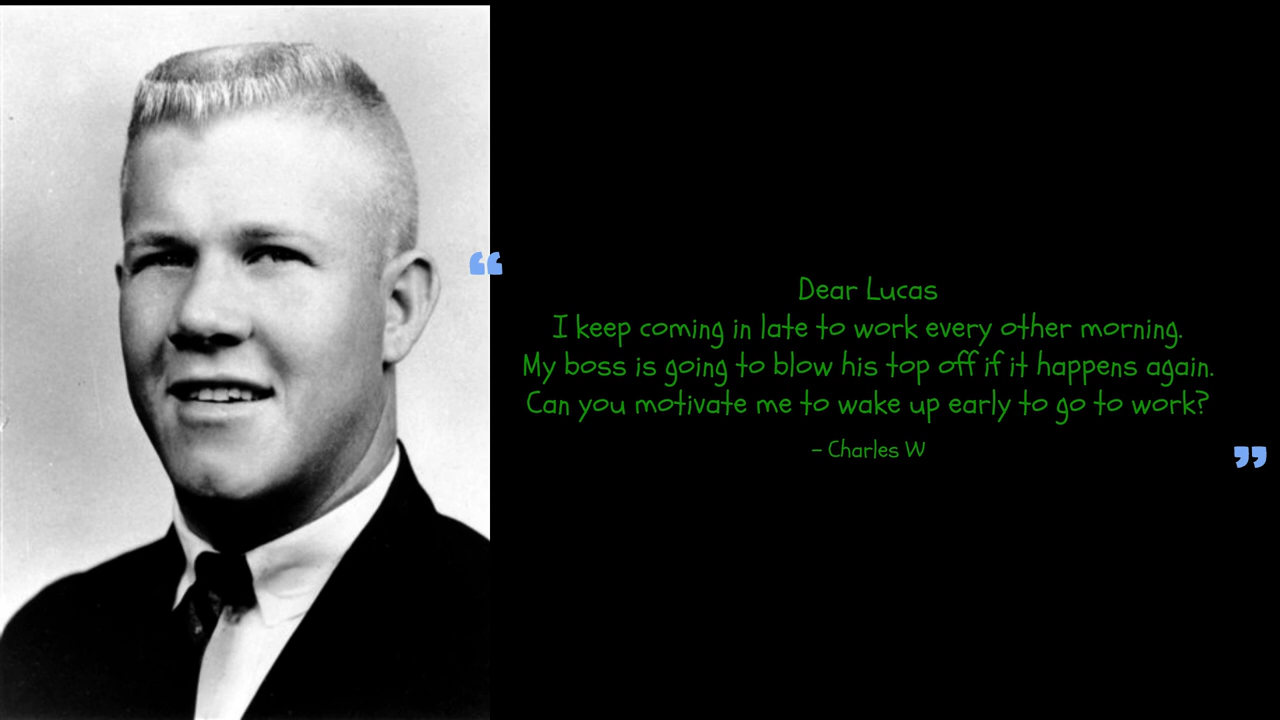 “
Dear Lucas
I keep coming in late to work every other morning.
My boss is going to blow his top off if it happens again.
Can you motivate me to wake up early to go to work?
– Charles W
”